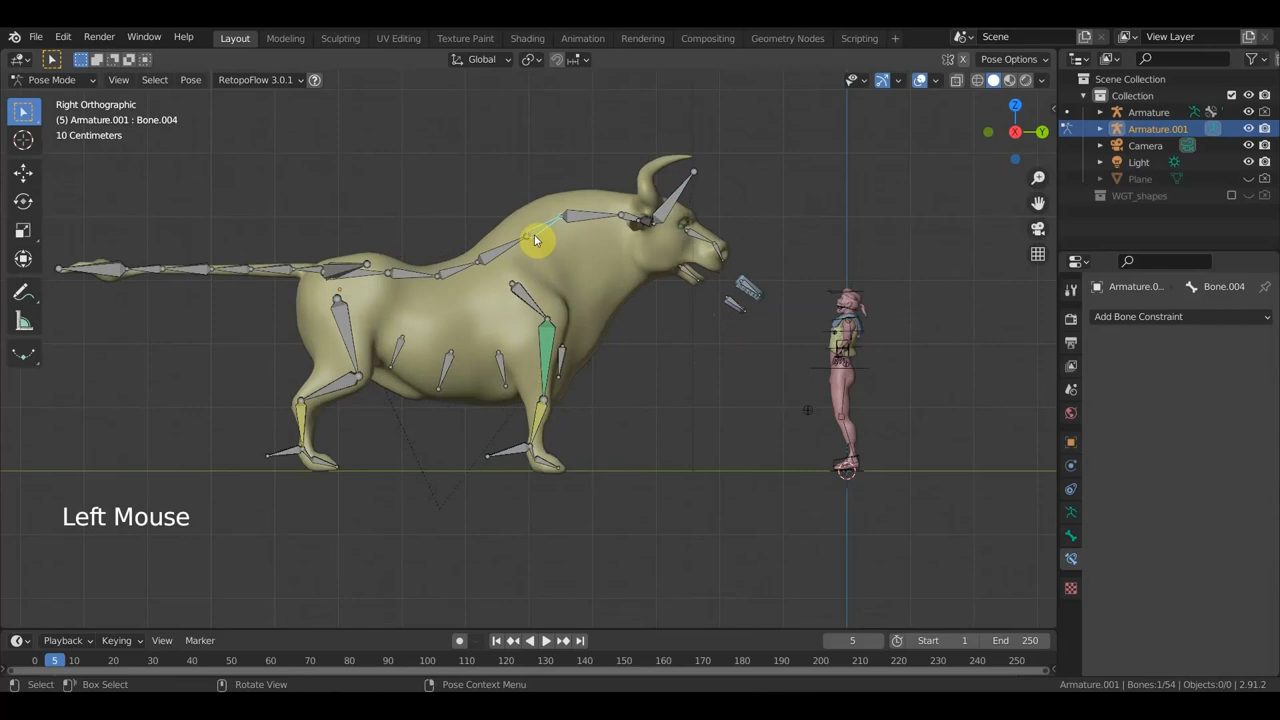 File Edit Render Window Help Layout Modeling Sculpting UV Editing Texture Paint Shading Animation Rendering Compositing Geometry Nodes Scripting + Scene View Layer
Global Pose Options
Pose Mode View Select Pose RetopoFlow 3.0.1
Right Orthographic
(5) Armature.001 : Bone.004
10 Centimeters
Z
X
Y
Scene Collection
Collection
Armature
Armature.001
Camera
Light
Plane
WGT_shapes
Armature.0... Bone.004
Add Bone Constraint
Left Mouse
Playback Keying View Marker 5 Start 1 End 250
0 5 10 20 30 40 50 60 70 80 90 100 110 120 130 140 150 160 170 180 190 200 210 220 230 240 250
Select Box Select Rotate View Pose Context Menu Armature.001 | Bones:1/54 | Objects:0/0 | 2.91.2